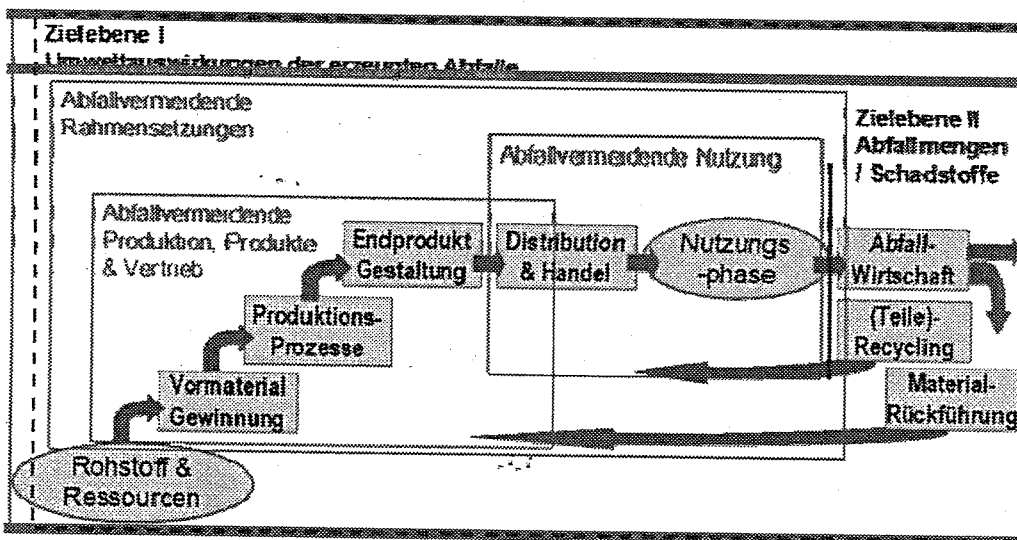 Zielebene I
Umweltauswirkungen der erzeugten Abfälle
Abfallvermeidende
Rahmensetzungen
Zielebene II
Abfallmengen
/ Schadstoffe
Abfallvermeidende Nutzung
Abfallvermeidende
Produktion, Produkte
& Vertrieb
Endprodukt
Gestaltung
Distribution
& Handel
Nutzungs
-phase
Abfall-
Wirtschaft
Produktions-
Prozesse
(Teile)-
Recycling
Vormaterial
Gewinnung
Material-
Rückführung
Rohstoff &
Ressourcen